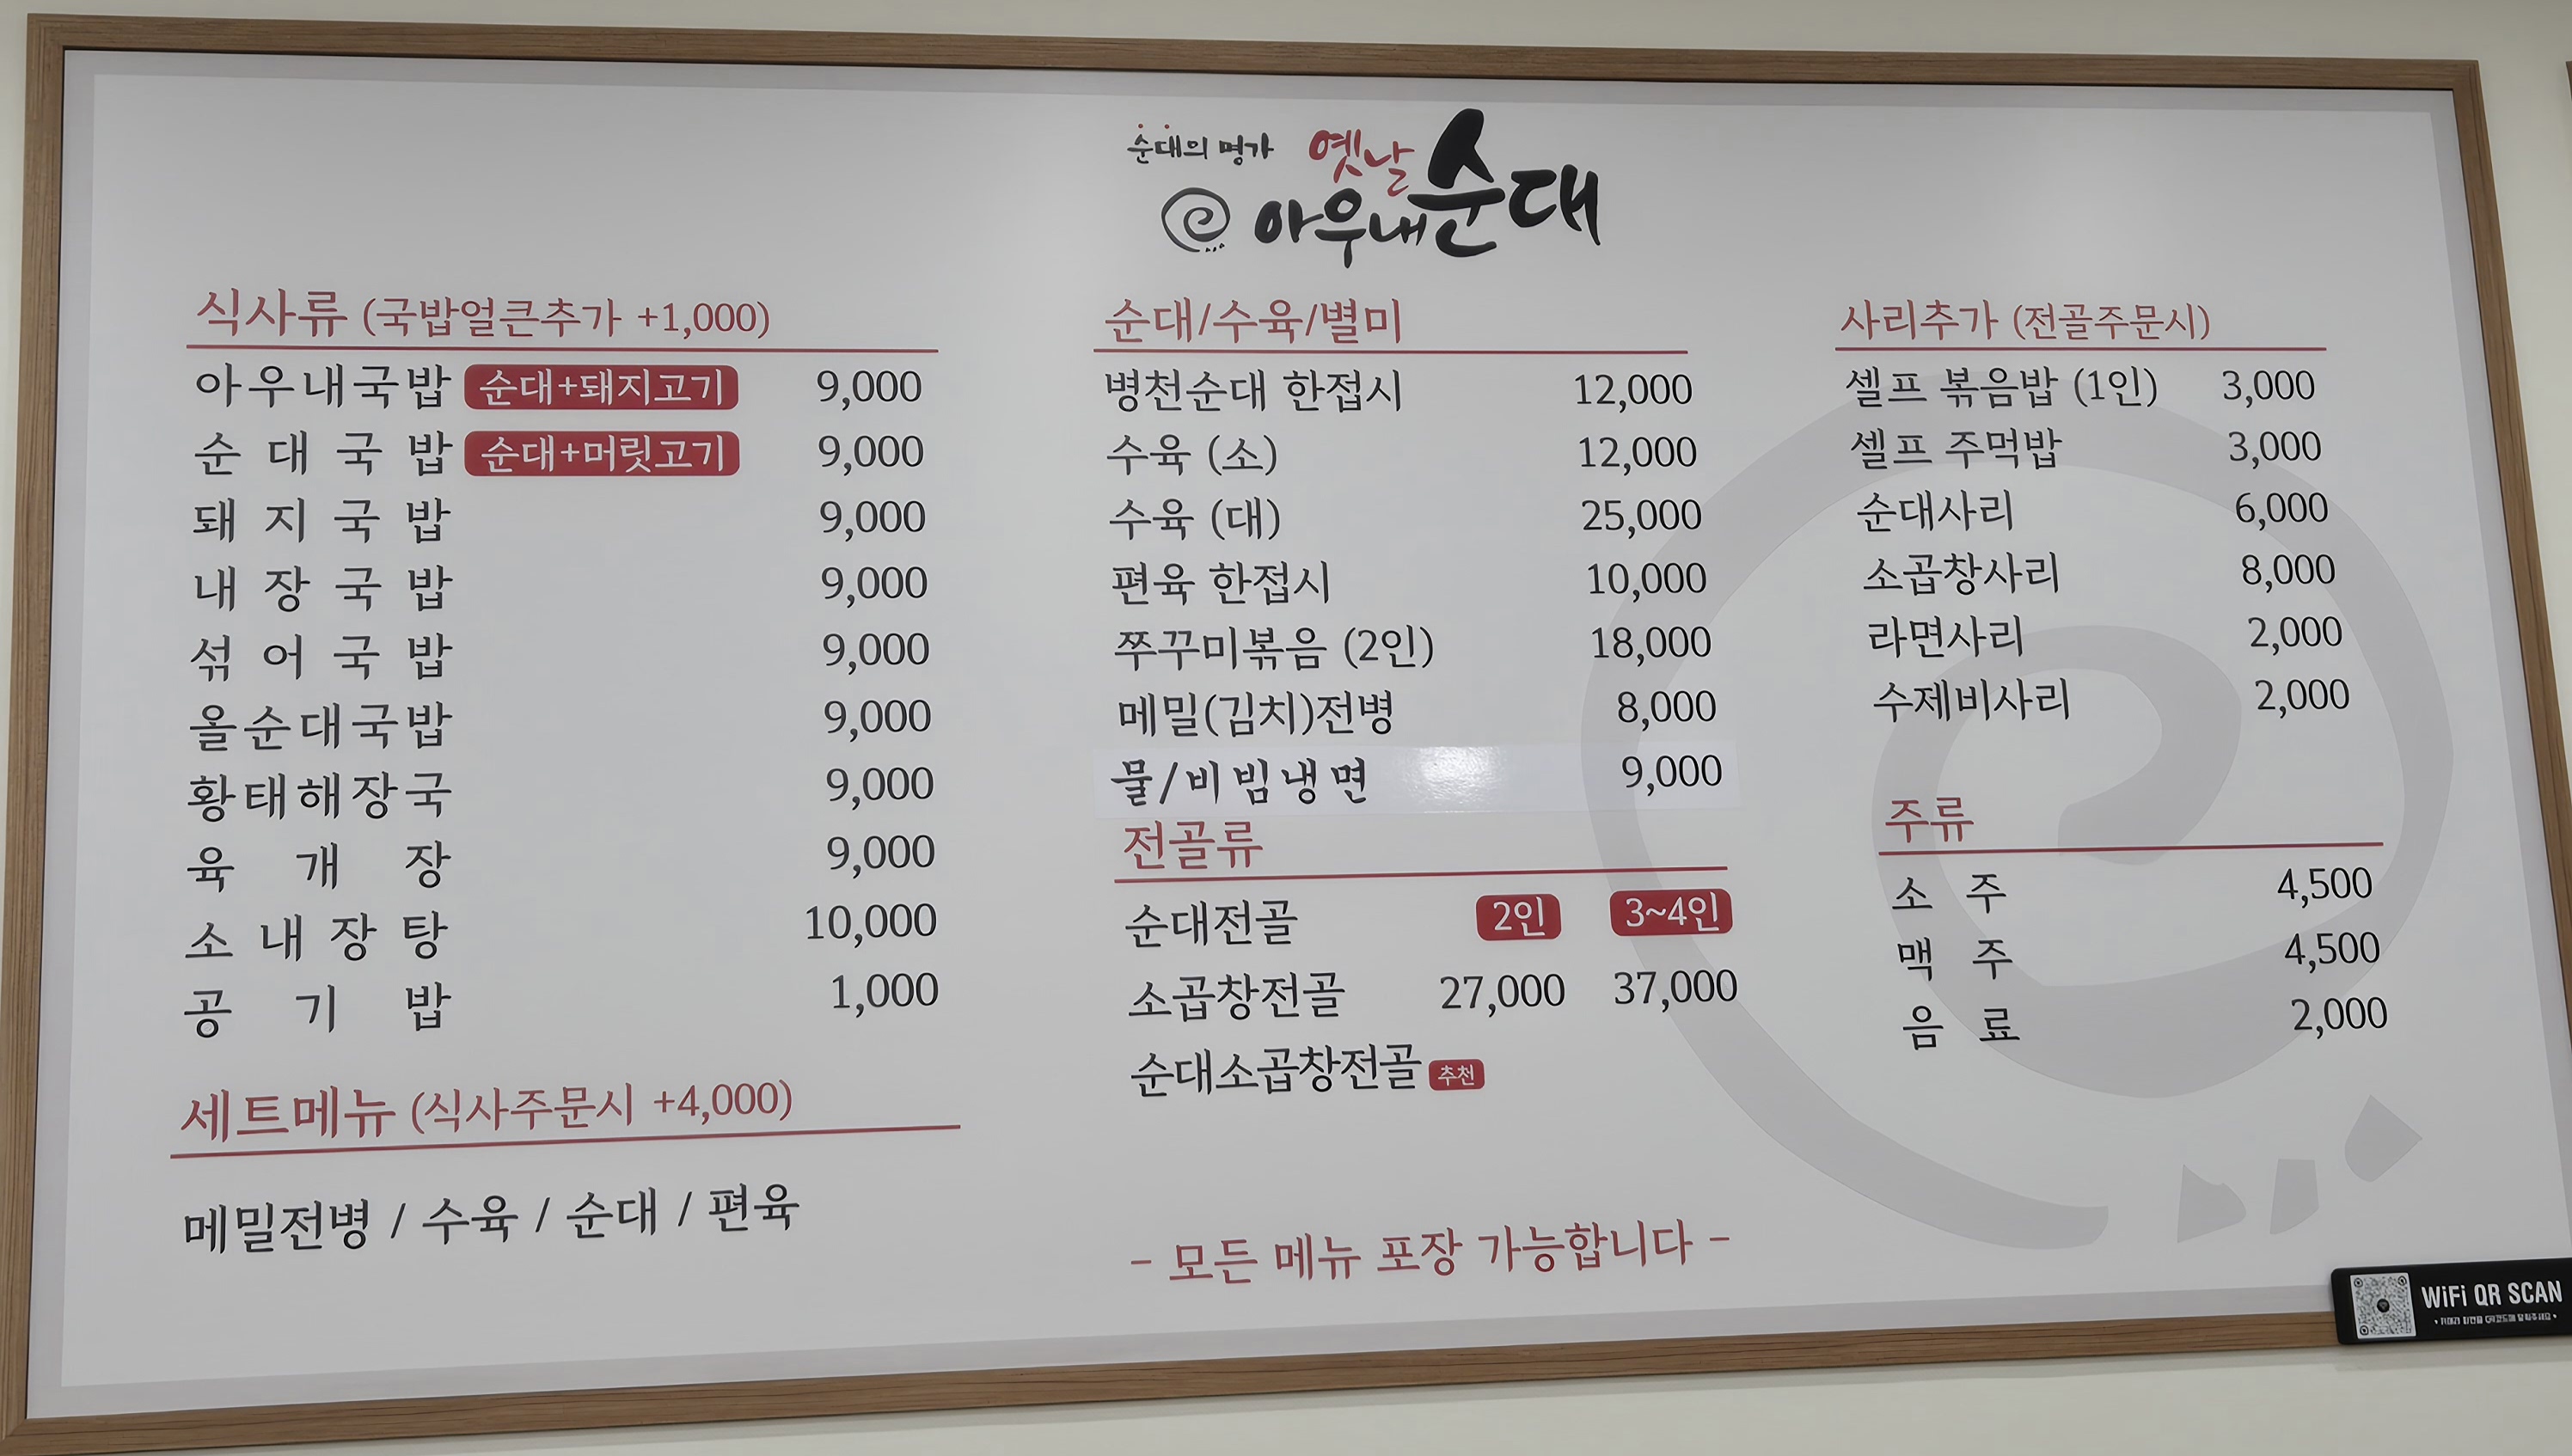 순대의 명가 옛날
아우내순대
식사류 (국밥얼큰추가 +1,000)
아우내국밥 순대+돼지고기 9,000
순대국밥 순대+머릿고기 9,000
돼지국밥 9,000
내장국밥 9,000
섞어국밥 9,000
올순대국밥 9,000
황태해장국 9,000
육개장 9,000
소내장탕 10,000
공기밥 1,000
세트메뉴 (식사주문시 +4,000)
메밀전병 / 수육 / 순대 / 편육
순대/수육/별미
병천순대 한접시 12,000
수육 (소) 12,000
수육 (대) 25,000
편육 한접시 10,000
쭈꾸미볶음 (2인) 18,000
메밀(김치)전병 8,000
물/비빔냉면 9,000
전골류
순대전골 2인 3~4인
소곱창전골 27,000 37,000
순대소곱창전골 추천
- 모든 메뉴 포장 가능합니다 -
사리추가 (전골주문시)
셀프 볶음밥 (1인) 3,000
셀프 주먹밥 3,000
순대사리 6,000
소곱창사리 8,000
라면사리 2,000
수제비사리 2,000
주류
소주 4,500
맥주 4,500
음료 2,000
WiFi QR SCAN